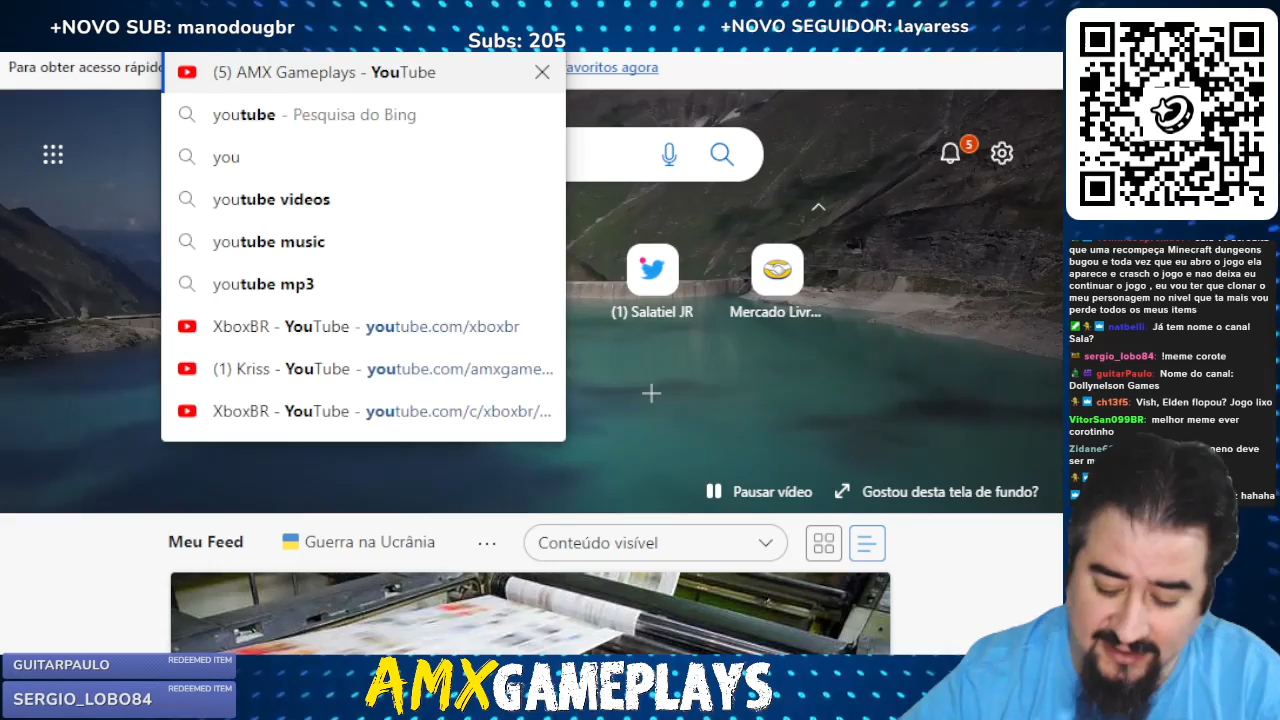 +NOVO SUB: manodougbr
Subs: 205
+NOVO SEGUIDOR: layaress
Para obter acesso rápido
favoritos agora
(5) AMX Gameplays - YouTube
youtube - Pesquisa do Bing
you
youtube videos
youtube music
youtube mp3
XboxBR - YouTube - youtube.com/xboxbr
(1) Kriss - YouTube - youtube.com/amxgame...
XboxBR - YouTube - youtube.com/c/xboxbr/...
5
(1) Salatiel JR
Mercado Livr...
Pausar vídeo
Gostou desta tela de fundo?
Meu Feed
Guerra na Ucrânia
...
Conteúdo visível
que uma recompeça Minecraft dungeons
bugou e toda vez que eu abro o jogo ela
aparece e crasch o jogo e nao deixa eu
continuar o jogo , eu vou ter que clonar o
meu personagem no nivel que ta mais vou
perde todos os meus items
natbelli: Já tem nome o canal
Sala?
sergio_lobo84: !meme corote
guitarPaulo: Nome do canal:
Dollynelson Games
ch13f5: Vish, Elden flopou? Jogo lixo
VitorSan099BR: melhor meme ever
corotinho
deve
ser
hahaha
GUITARPAULO
REDEEMED ITEM
SERGIO_LOBO84
REDEEMED ITEM
AMXGAMEPLAYS